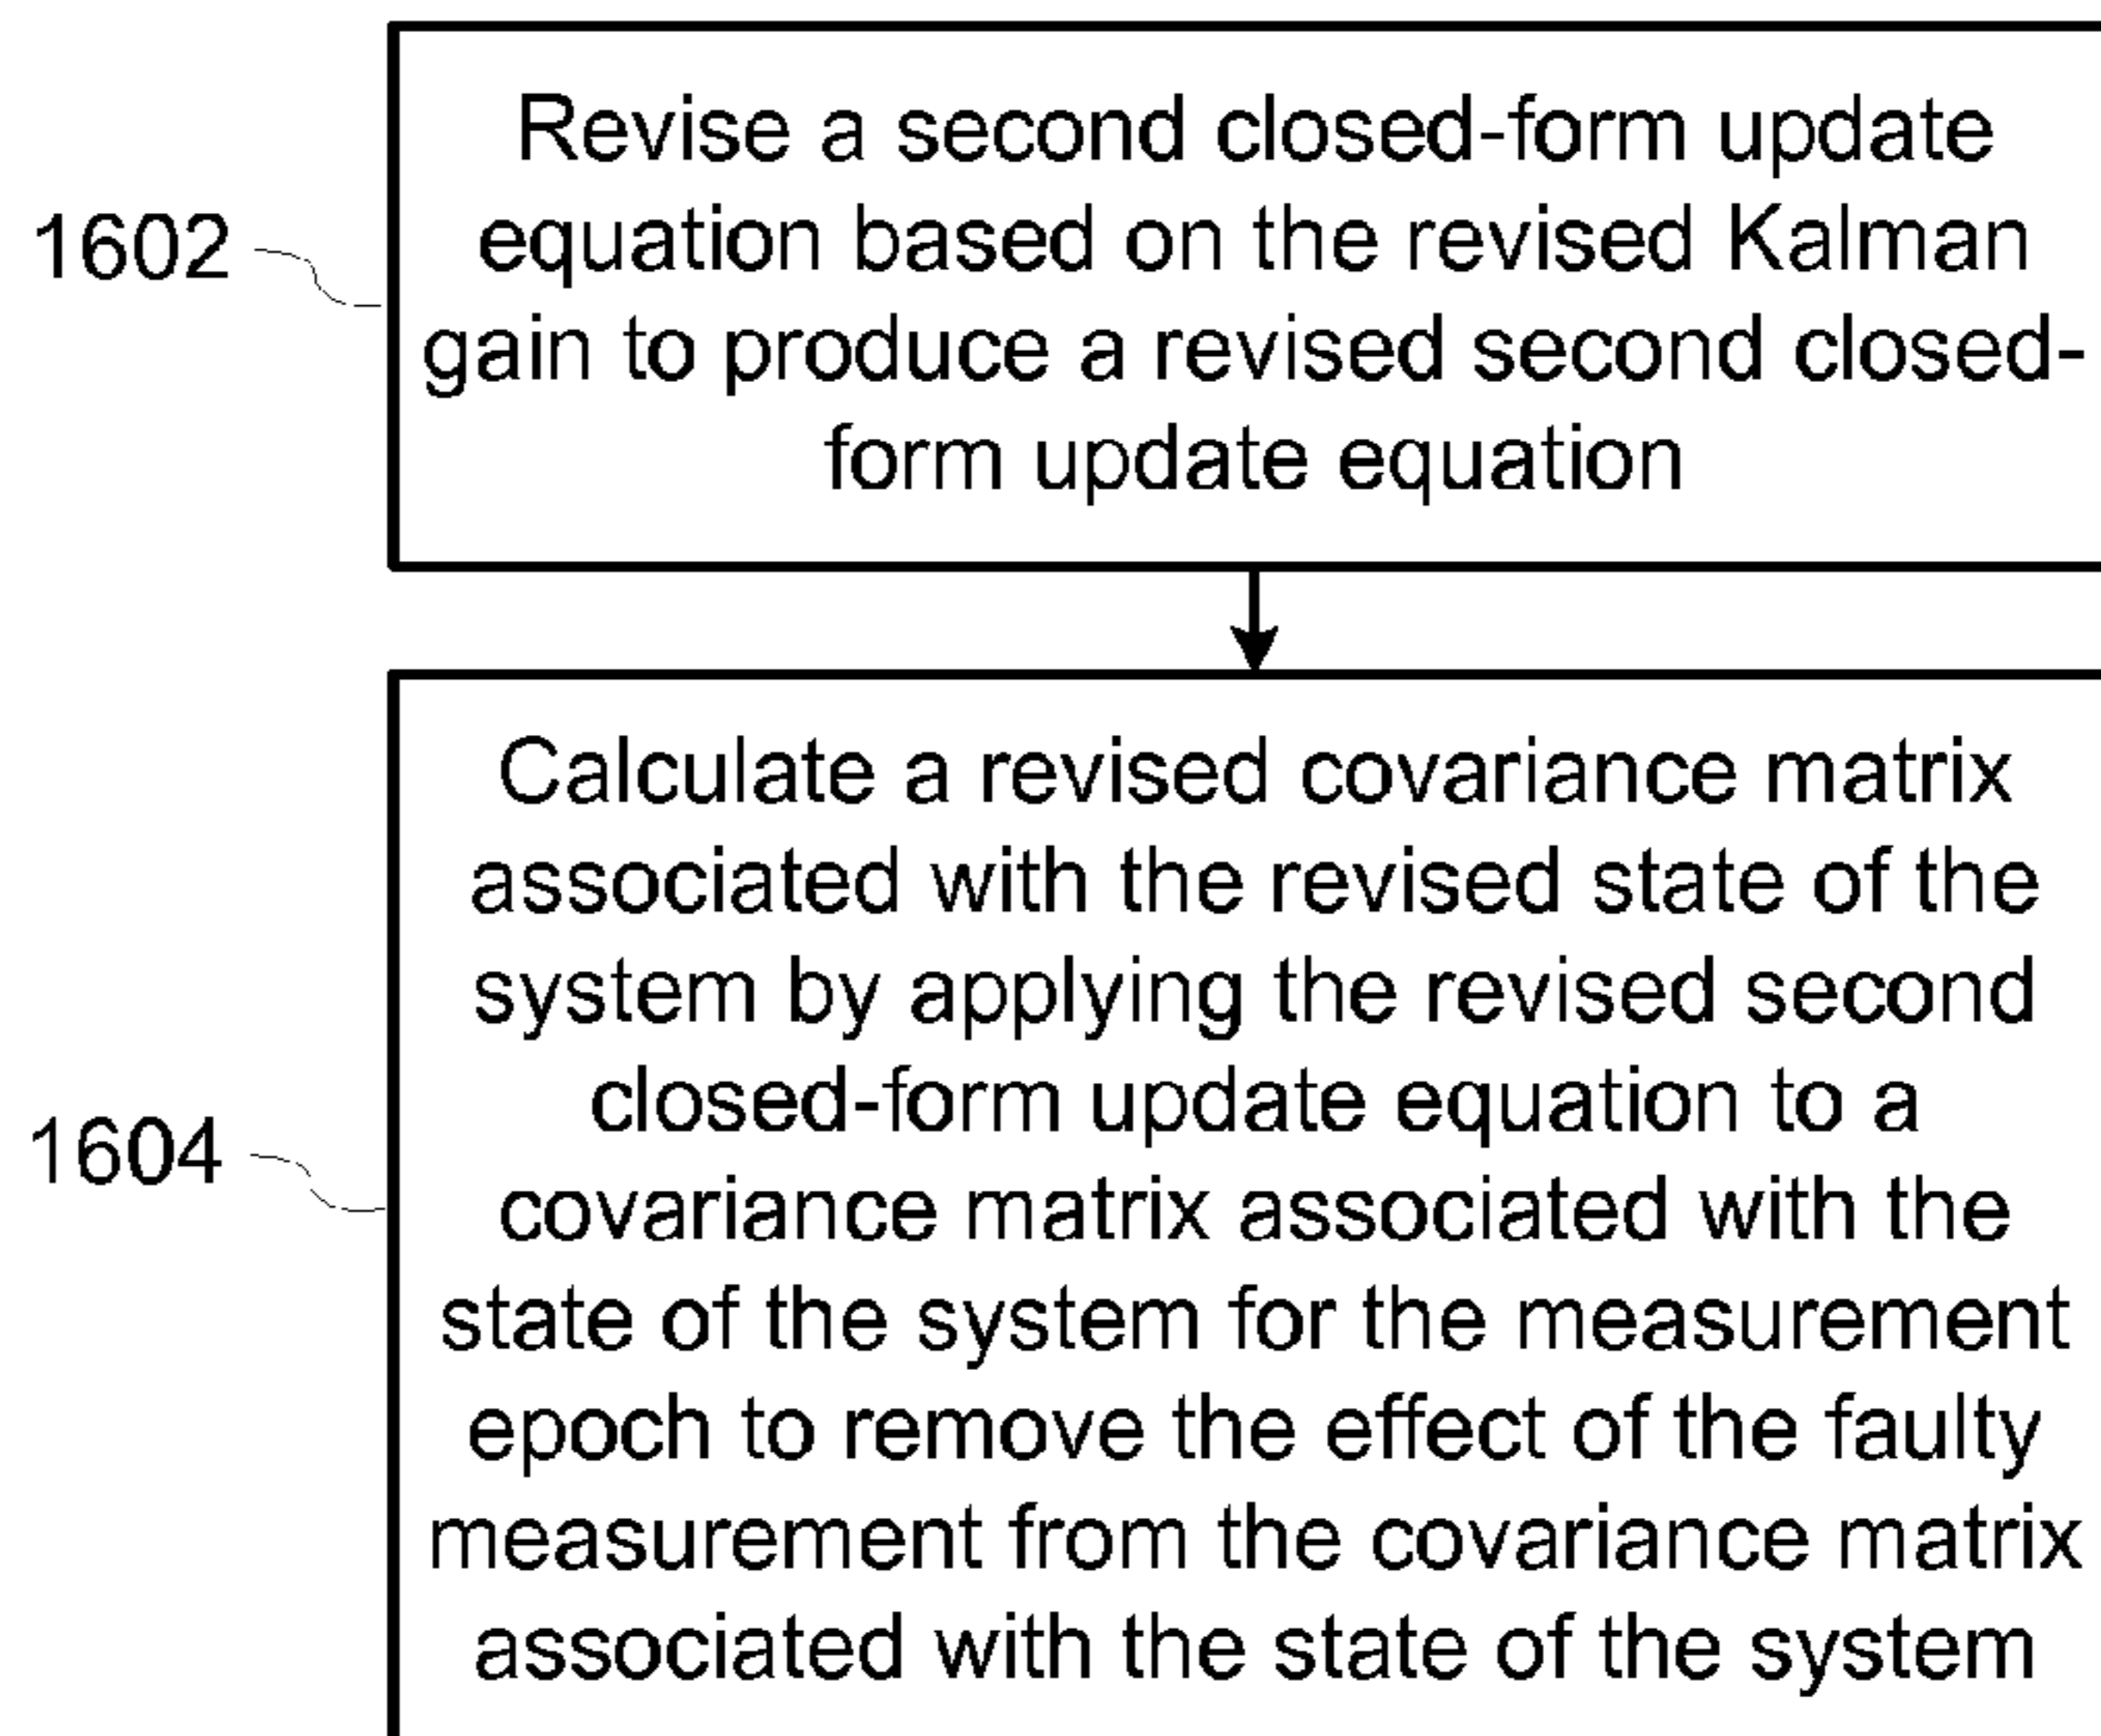 Revise a second closed-form update
1602
equation based on the revised Kalman
gain to produce a revised second closed-
form update equation
Calculate a revised covariance matrix
associated with the revised state of the
system by applying the revised second
closed-form update equation to a
1604
covariance matrix associated with the
state of the system for the measurement
epoch to remove the effect of the faulty
measurement from the covariance matrix
associated with the state of the system